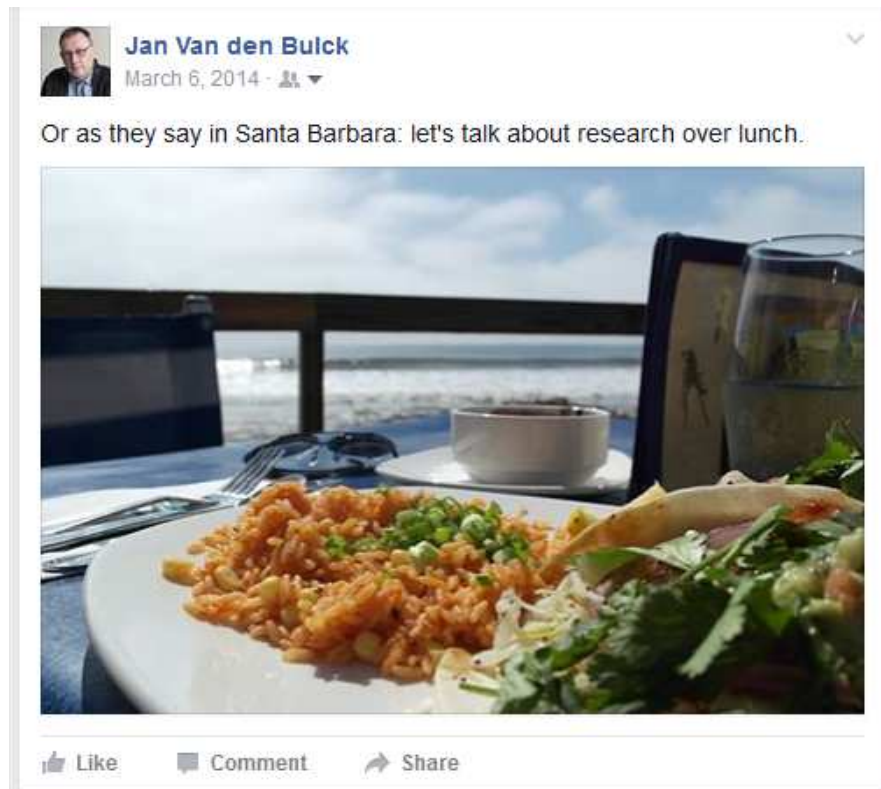 Jan Van den Bulck
March 6, 2014 ·
Or as they say in Santa Barbara: let's talk about research over lunch.
Like Comment Share